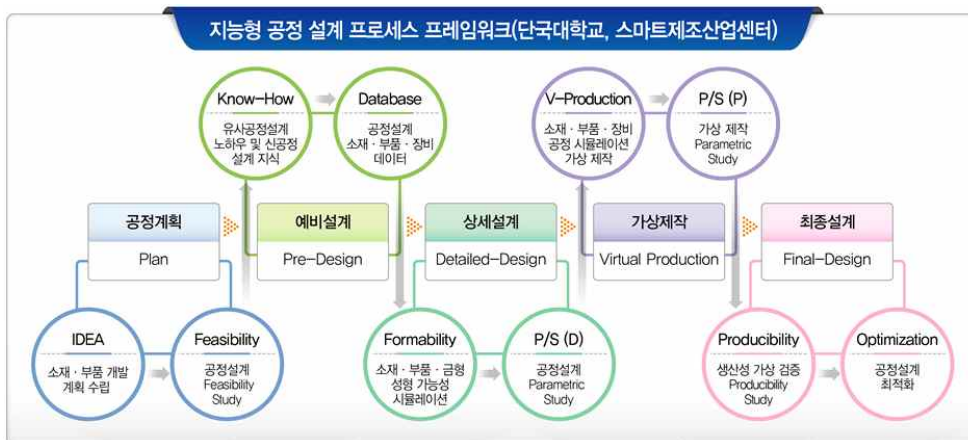 지능형 공정 설계 프로세스 프레임워크(단국대학교, 스마트제조산업센터)
Know-How
유사공정설계
노하우 및 신공정
설계 지식
Database
공정설계
소재 · 부품 · 장비
데이터
V-Production
소재 · 부품 · 장비
공정 시뮬레이션
가상 제작
P/S (P)
가상 제작
Parametric
Study
공정계획
Plan
예비설계
Pre-Design
상세설계
Detailed-Design
가상제작
Virtual Production
최종설계
Final-Design
IDEA
소재 · 부품 개발
계획 수립
Feasibility
공정설계
Feasibility
Study
Formability
소재 · 부품 · 금형
성형 가능성
시뮬레이션
P/S (D)
공정설계
Parametric
Study
Producibility
생산성 가상 검증
Producibility
Study
Optimization
공정설계
최적화